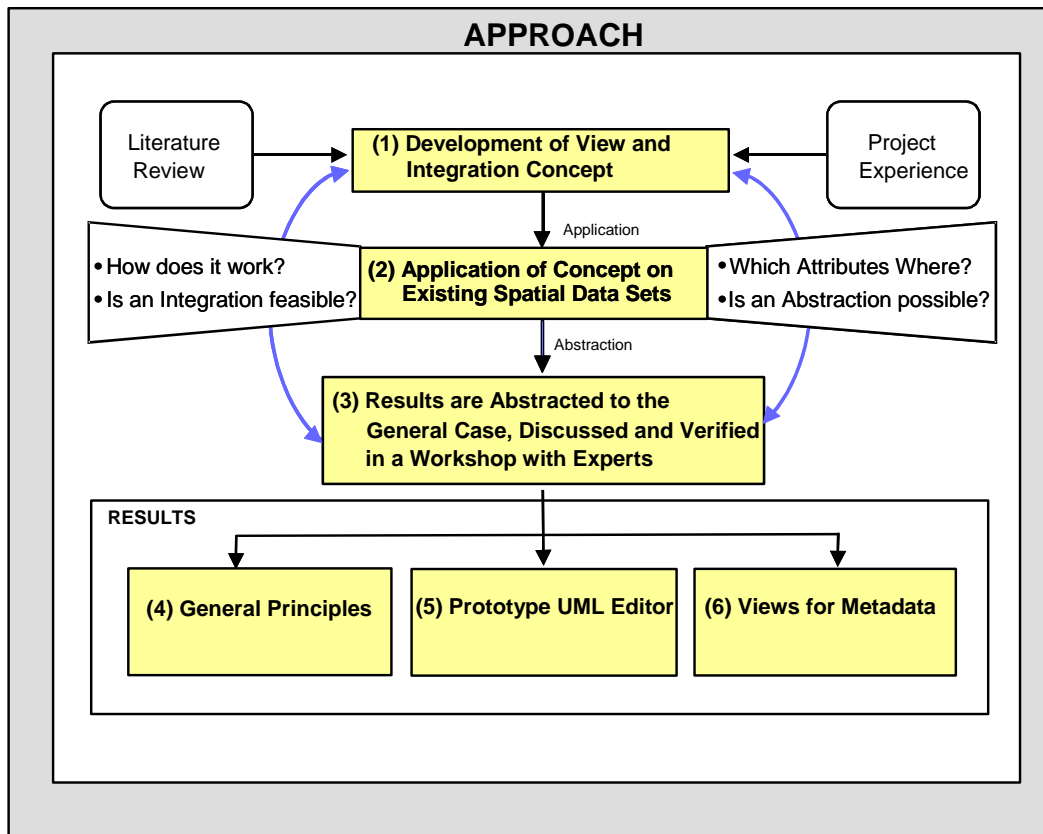 APPROACH
Literature
Review
(1) Development of View and
Integration Concept
Project
Experience
Application
• How does it work?
• Is an Integration feasible?
(2) Application of Concept on
Existing Spatial Data Sets
• Which Attributes Where?
• Is an Abstraction possible?
Abstraction
(3) Results are Abstracted to the
General Case, Discussed and Verified
in a Workshop with Experts
RESULTS
(4) General Principles
(5) Prototype UML Editor
(6) Views for Metadata